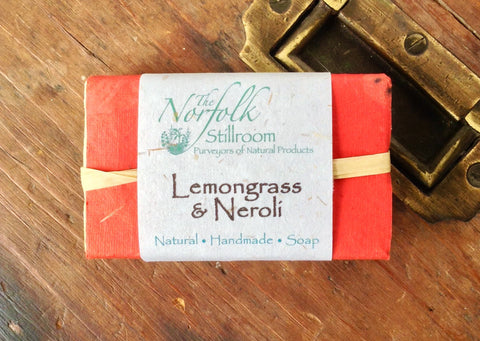 The
Norfolk
Stillroom
Purveyors of Natural Products
Lemongrass
& Neroli
Natural • Handmade • Soap